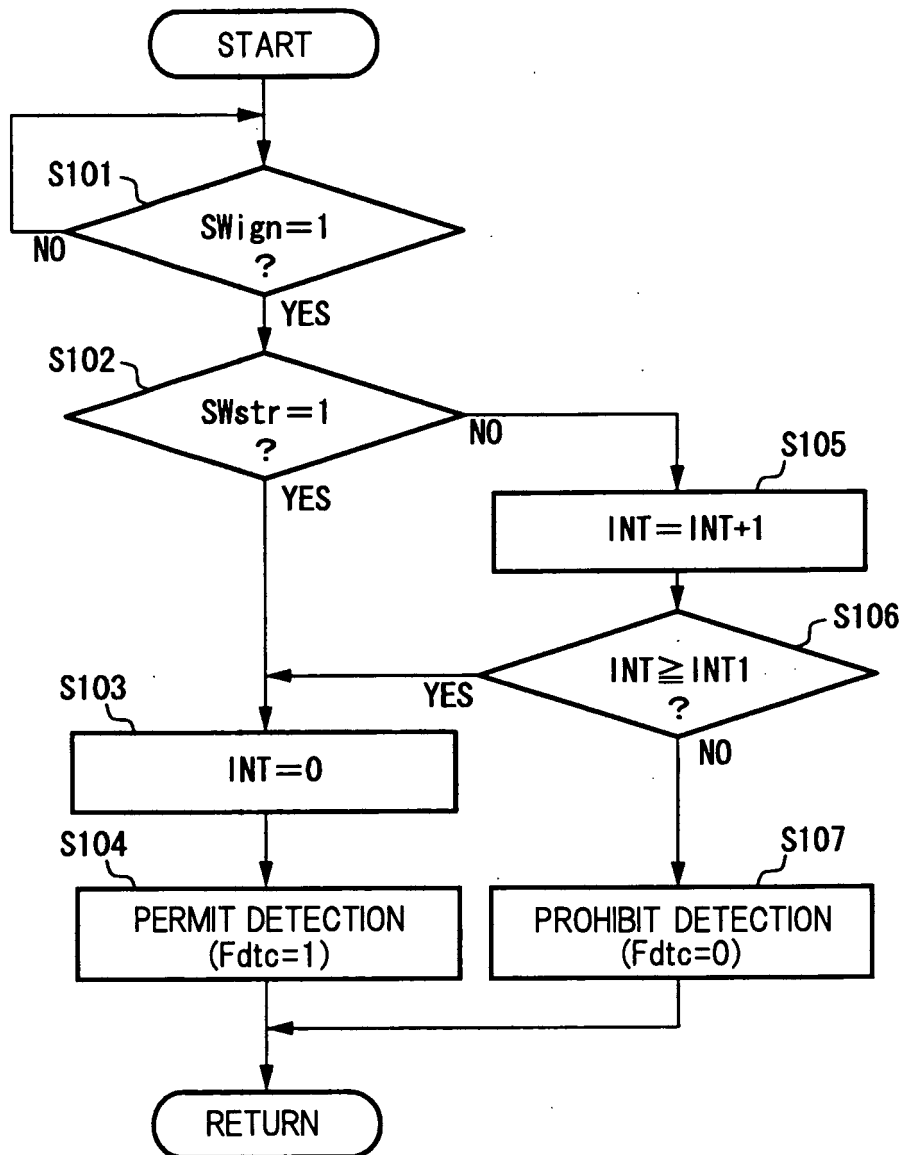 START
S101
SWign=1
?
NO
YES
S102
SWstr=1
?
NO
YES
S105
INT=INT+1
S106
INT≧INT1
?
YES
NO
S103
INT=0
S104
PERMIT DETECTION
(Fdtc=1)
S107
PROHIBIT DETECTION
(Fdtc=0)
RETURN